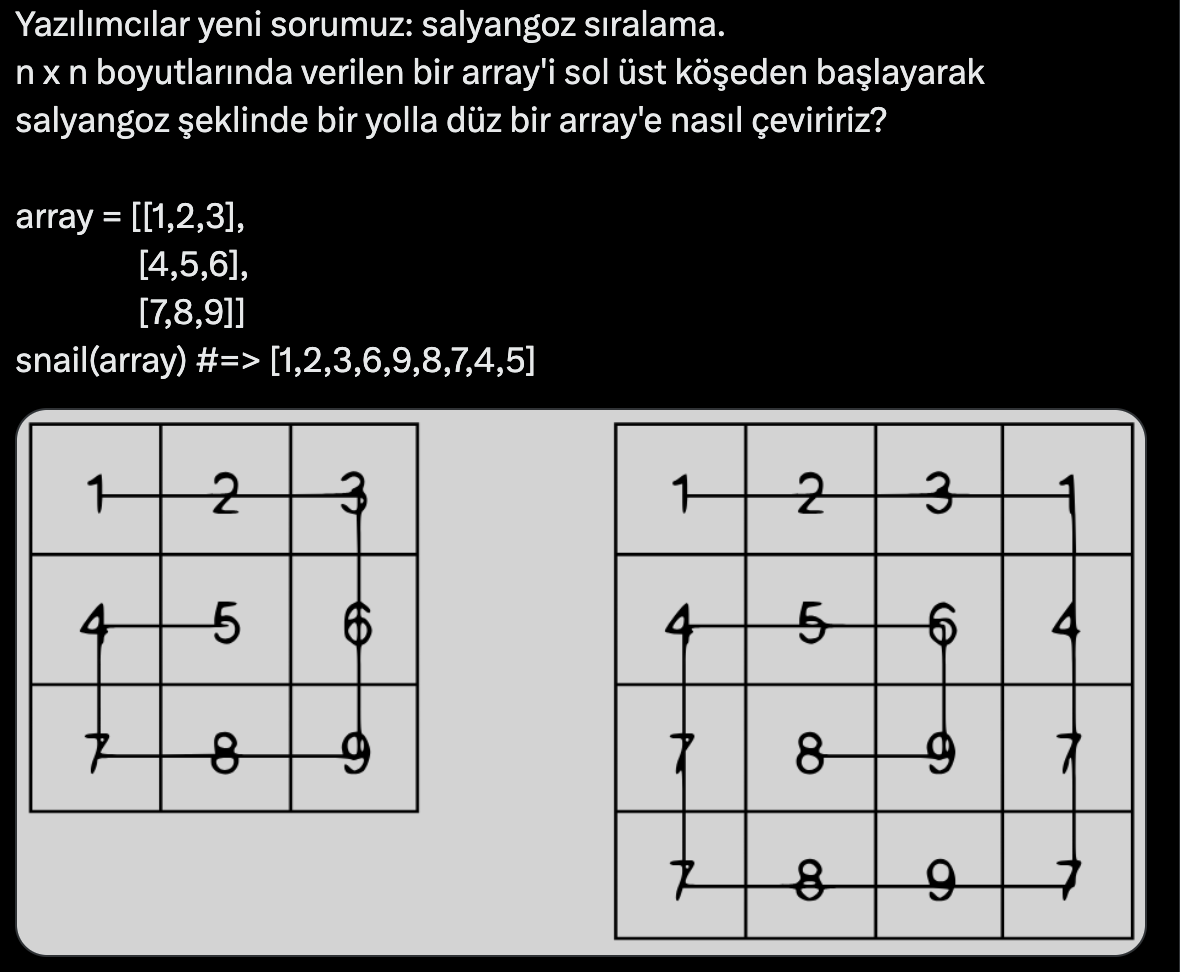 Yazılımcılar yeni sorumuz: salyangoz sıralama.
n x n boyutlarında verilen bir array'i sol üst köşeden başlayarak
salyangoz şeklinde bir yolla düz bir array'e nasıl çeviririz?
array = [[1,2,3],
[4,5,6],
[7,8,9]]
snail(array) #=> [1,2,3,6,9,8,7,4,5]
1 2 3
4 5 6
7 8 9
1 2 3 1
4 5 6 4
7 8 9 7
7 8 9 7